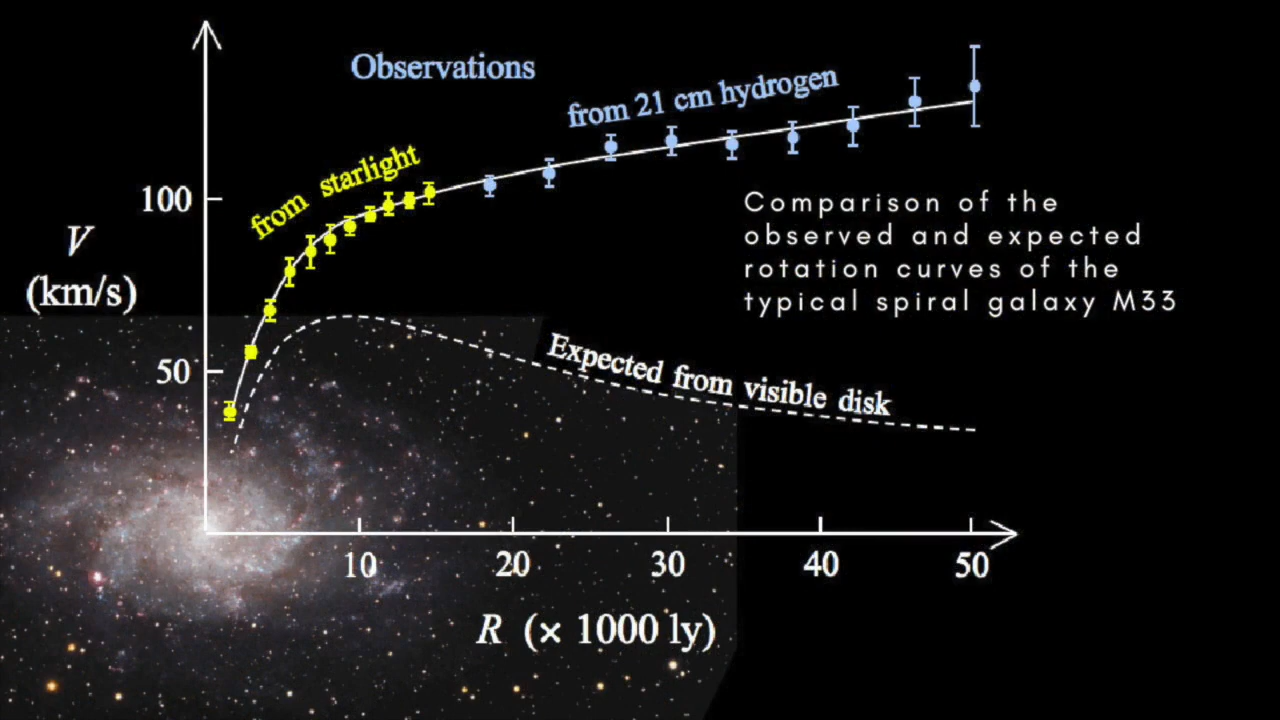 Observations
from 21 cm hydrogen
from starlight
100
V
(km/s)
50
Comparison of the
observed and expected
rotation curves of the
typical spiral galaxy M33
Expected from visible disk
10 20 30 40 50
R (× 1000 ly)